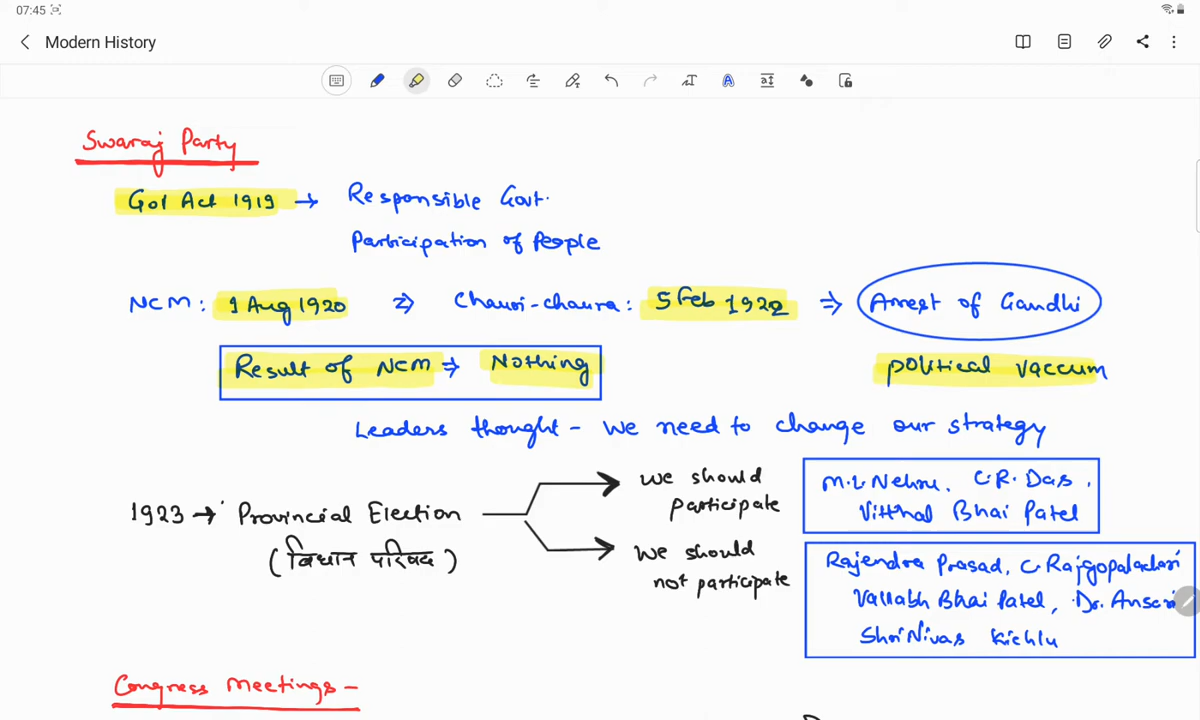 07:45
Modern History
Swaraj Party
GoI Act 1919 → Responsible Govt.
Participation of People
NCM: 1 Aug 1920 ⇒ Chauri-chaura: 5 Feb 1922 ⇒ Arrest of Gandhi
Result of NCM → Nothing
political vaccum
Leaders thought - We need to change our strategy
1923 → Provincial Election
(विधान परिषद)
we should participate
M.L Nehru, C.R. Das,
Vitthal Bhai Patel
we should not participate
Rajendra Prasad, C Rajgopalachari
Vallabh Bhai Patel, Dr. Ansari
Shri Nivas Kichlu
Congress Meetings -